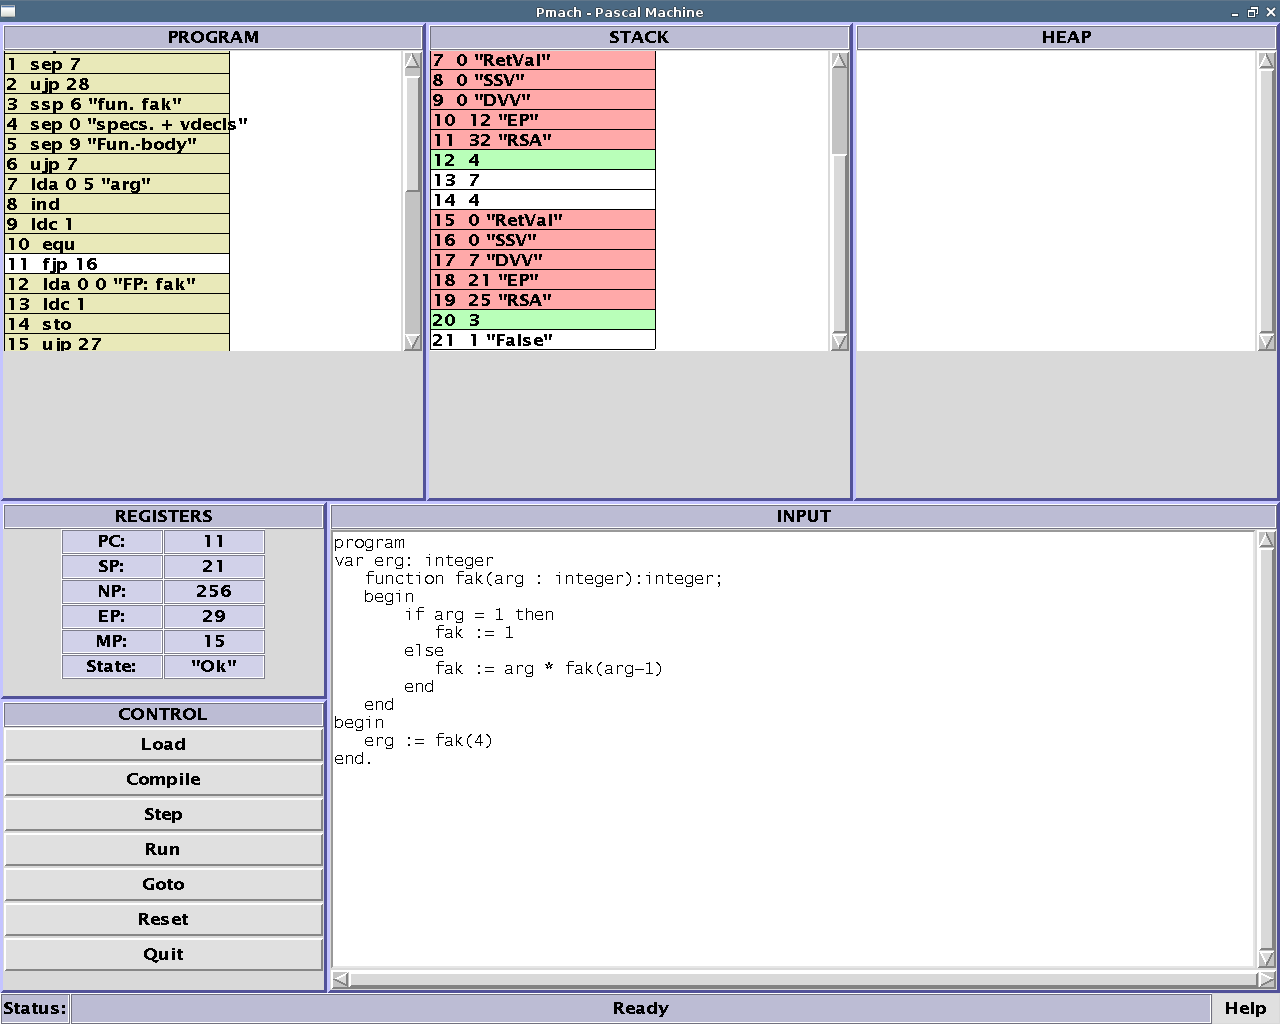 Pmach - Pascal Machine
PROGRAM
1 sep 7
2 ujp 28
3 ssp 6 "fun. fak"
4 sep 0 "specs. + vdecls"
5 sep 9 "Fun.-body"
6 ujp 7
7 lda 0 5 "arg"
8 ind
9 ldc 1
10 equ
11 fjp 16
12 lda 0 0 "FP: fak"
13 ldc 1
14 sto
15 ujp 27
STACK
7 0 "RetVal"
8 0 "SSV"
9 0 "DVV"
10 12 "EP"
11 32 "RSA"
12 4
13 7
14 4
15 0 "RetVal"
16 0 "SSV"
17 7 "DVV"
18 21 "EP"
19 25 "RSA"
20 3
21 1 "False"
HEAP
REGISTERS
PC: 11
SP: 21
NP: 256
EP: 29
MP: 15
State: "Ok"
CONTROL
Load
Compile
Step
Run
Goto
Reset
Quit
INPUT
program
var erg: integer
function fak(arg : integer):integer;
begin
if arg = 1 then
fak := 1
else
fak := arg * fak(arg-1)
end
end
begin
erg := fak(4)
end.
Status: Ready Help